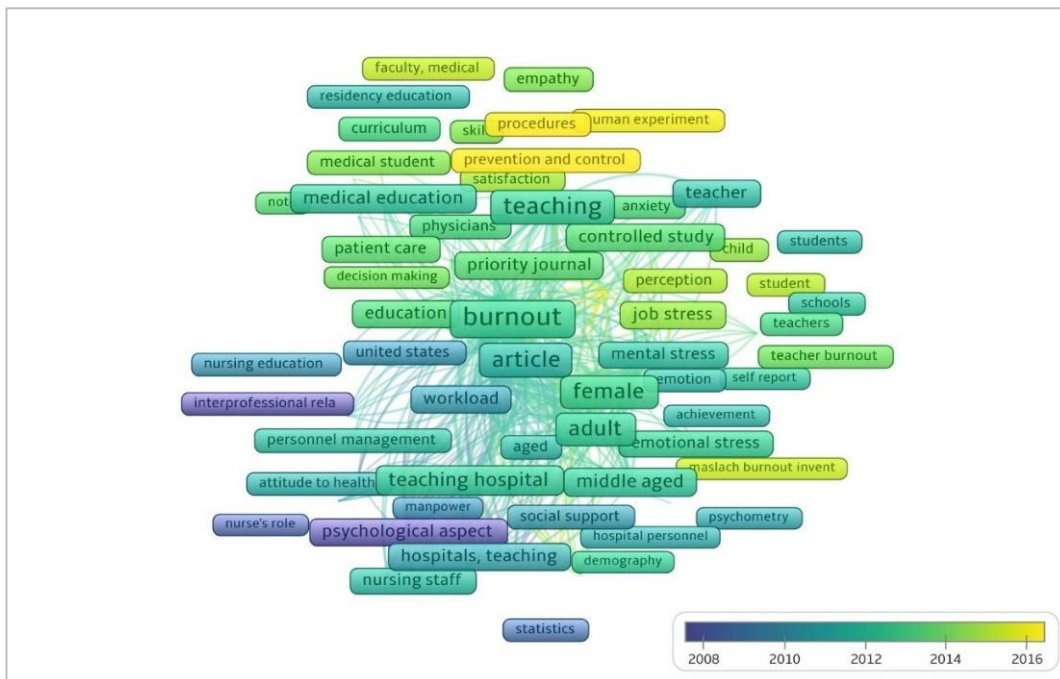 faculty, medical
empathy
residency education
curriculum
skill
procedures
human experiment
medical student
prevention and control
satisfaction
not
medical education
teaching
anxiety
teacher
physicians
patient care
controlled study
child
students
decision making
priority journal
perception
student
schools
education
burnout
job stress
teachers
nursing education
united states
article
mental stress
teacher burnout
emotion
self report
interprofessional rela
workload
female
achievement
personnel management
aged
adult
emotional stress
maslach burnout invent
attitude to health
teaching hospital
middle aged
manpower
nurse's role
psychological aspect
social support
psychometry
hospitals, teaching
hospital personnel
demography
nursing staff
statistics
2008 2010 2012 2014 2016